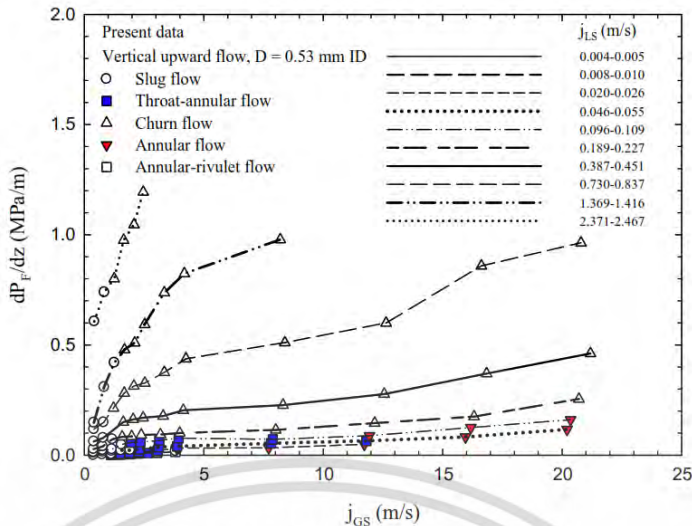 2.0
1.5
1.0
0.5
0.0
dP_F/dz (MPa/m)
Present data
Vertical upward flow, D = 0.53 mm ID
Slug flow
Throat-annular flow
Churn flow
Annular flow
Annular-rivulet flow
j_LS (m/s)
0.004-0.005
0.008-0.010
0.020-0.026
0.046-0.055
0.096-0.109
0.189-0.227
0.387-0.451
0.730-0.837
1.369-1.416
2.371-2.467
0 5 10 15 20 25
j_GS (m/s)